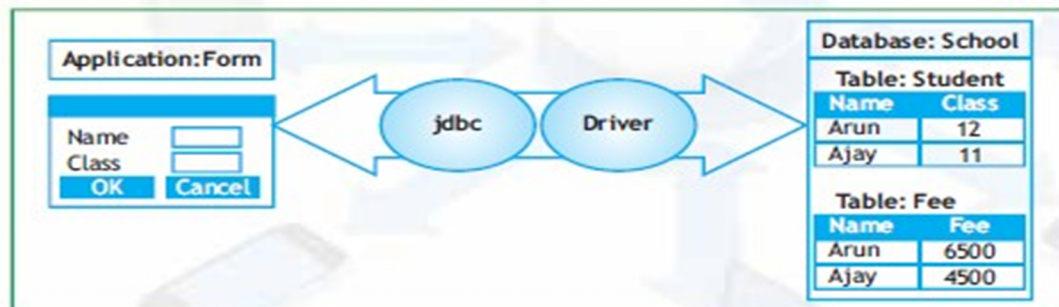 Application:Form
Name
Class
OK Cancel
jdbc Driver
Database: School
Table: Student
Name Class
Arun 12
Ajay 11
Table: Fee
Name Fee
Arun 6500
Ajay 4500